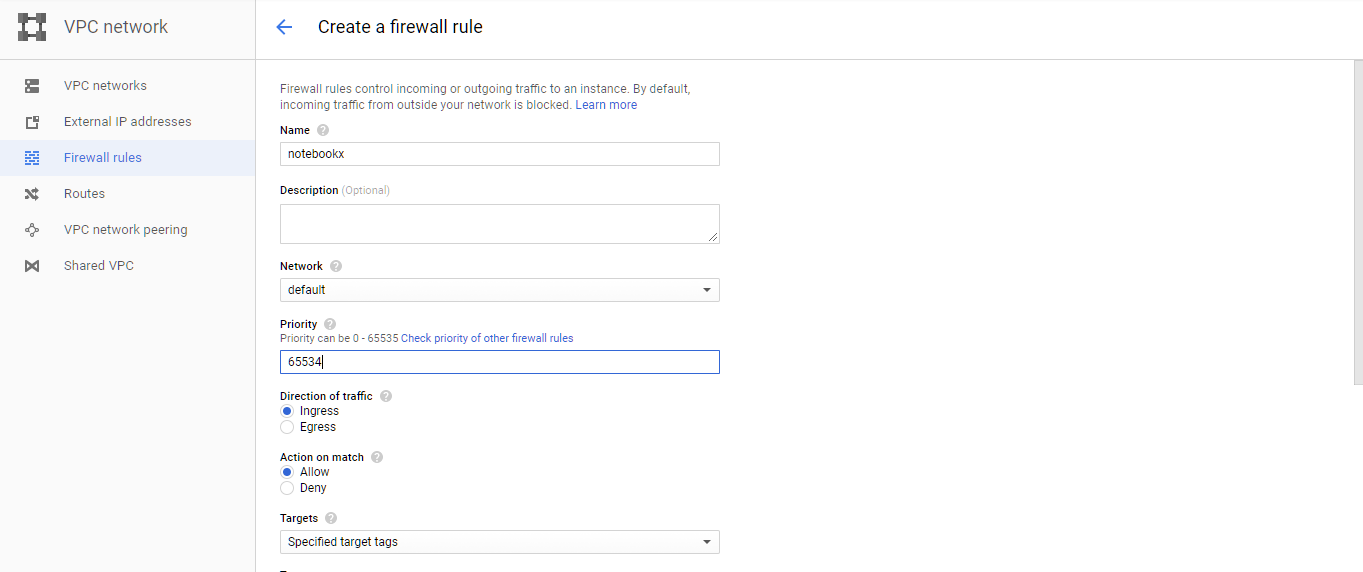 VPC network
Create a firewall rule
VPC networks
External IP addresses
Firewall rules
Routes
VPC network peering
Shared VPC
Firewall rules control incoming or outgoing traffic to an instance. By default,
incoming traffic from outside your network is blocked. Learn more
Name ?
notebookx
Description (Optional)
Network ?
default
Priority ?
Priority can be 0 - 65535 Check priority of other firewall rules
65534
Direction of traffic ?
Ingress
Egress
Action on match ?
Allow
Deny
Targets ?
Specified target tags